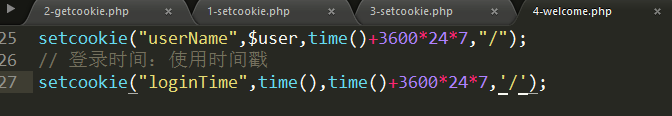 2-getcookie.php × 1-setcookie.php × 3-setcookie.php × 4-welcome.php
25 setcookie("userName",$user,time()+3600*24*7,"/");
26 // 登录时间：使用时间戳
27 setcookie("loginTime",time(),time()+3600*24*7,'/');